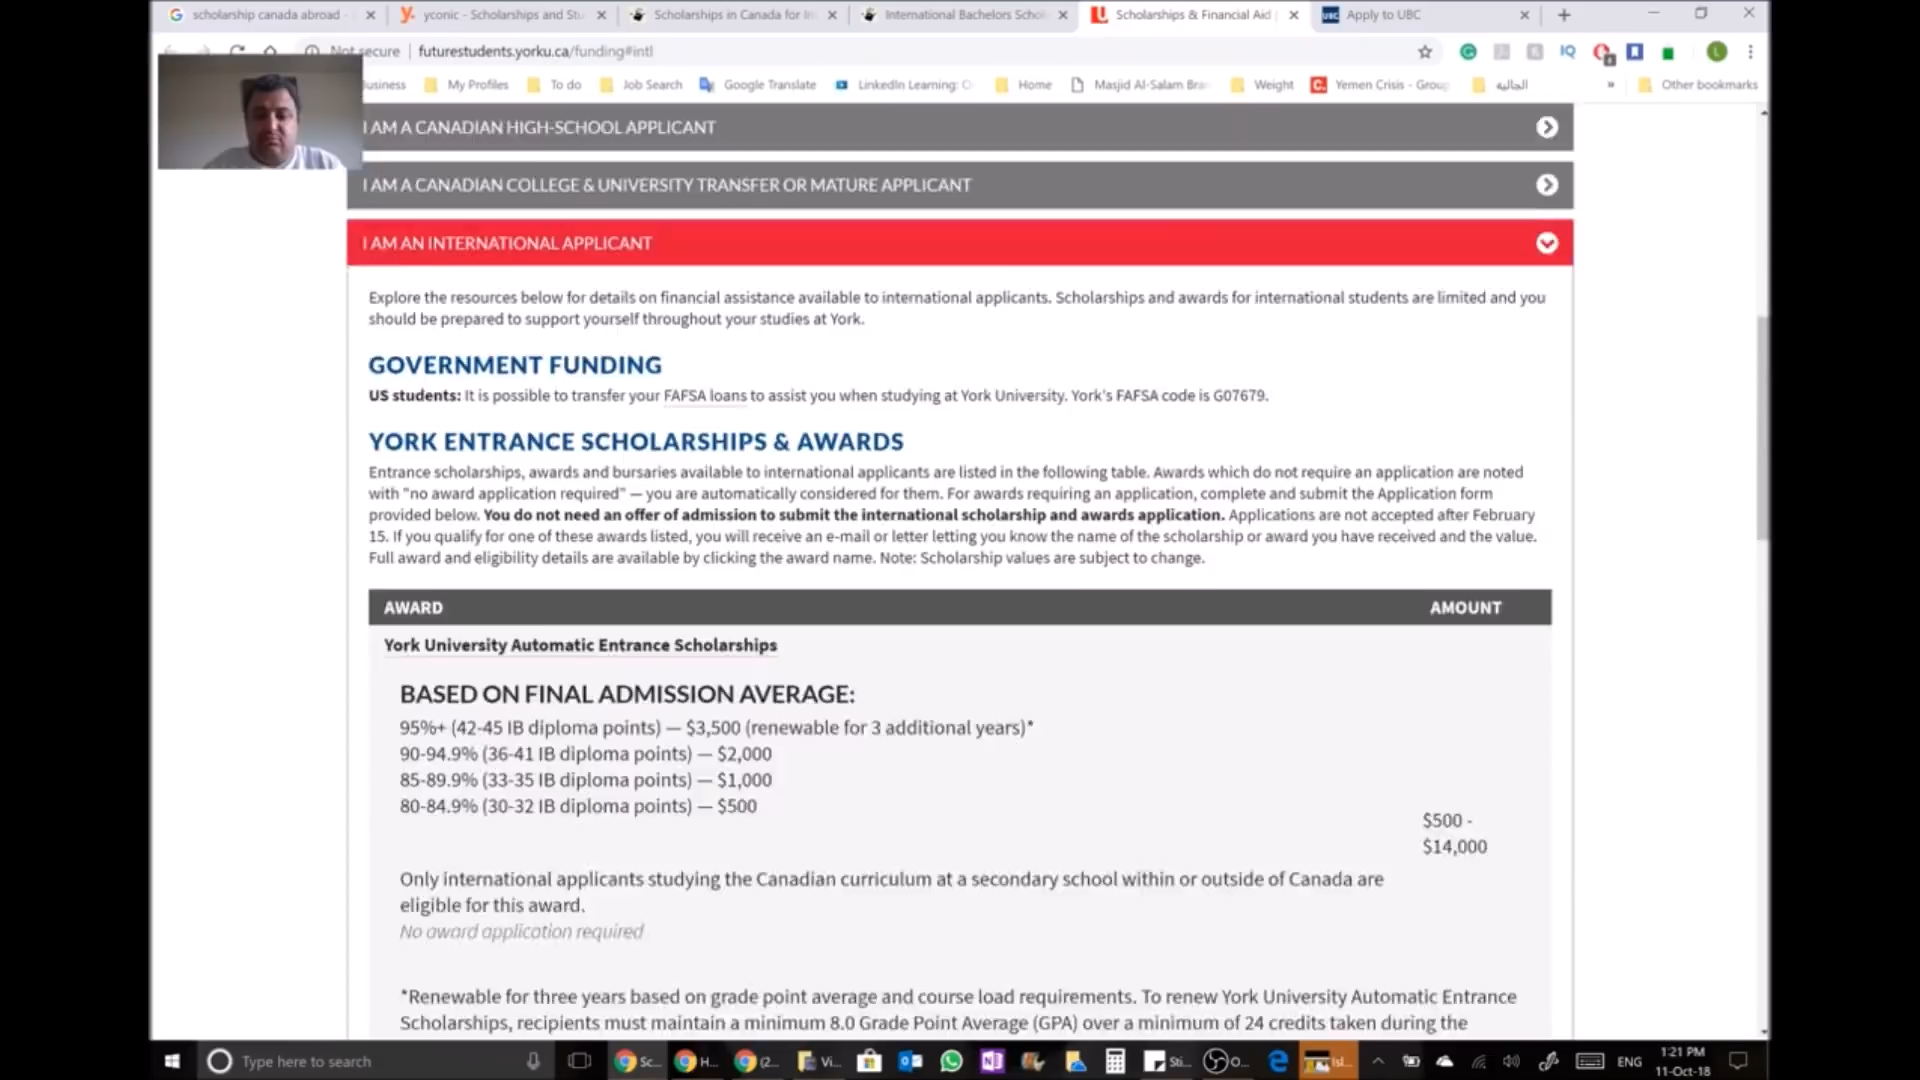 scholarship canada abroad -
yconic - Scholarships and Stu
Scholarships in Canada for In
International Bachelors Schol
Scholarships & Financial Aid
UBC Apply to UBC
Not secure
futurestudents.yorku.ca/funding#intl
IQ
L
usiness
My Profiles
To do
Job Search
Google Translate
LinkedIn Learning: O
Home
Masjid Al-Salam Bra
Weight
Yemen Crisis - Group
الجاليه
»
Other bookmarks
I AM A CANADIAN HIGH-SCHOOL APPLICANT
I AM A CANADIAN COLLEGE & UNIVERSITY TRANSFER OR MATURE APPLICANT
I AM AN INTERNATIONAL APPLICANT
Explore the resources below for details on financial assistance available to international applicants. Scholarships and awards for international students are limited and you
should be prepared to support yourself throughout your studies at York.
GOVERNMENT FUNDING
US students: It is possible to transfer your FAFSA loans to assist you when studying at York University. York's FAFSA code is G07679.
YORK ENTRANCE SCHOLARSHIPS & AWARDS
Entrance scholarships, awards and bursaries available to international applicants are listed in the following table. Awards which do not require an application are noted
with "no award application required" — you are automatically considered for them. For awards requiring an application, complete and submit the Application form
provided below. You do not need an offer of admission to submit the international scholarship and awards application. Applications are not accepted after February
15. If you qualify for one of these awards listed, you will receive an e-mail or letter letting you know the name of the scholarship or award you have received and the value.
Full award and eligibility details are available by clicking the award name. Note: Scholarship values are subject to change.
AWARD AMOUNT
York University Automatic Entrance Scholarships
BASED ON FINAL ADMISSION AVERAGE:
95%+ (42-45 IB diploma points) — $3,500 (renewable for 3 additional years)*
90-94.9% (36-41 IB diploma points) — $2,000
85-89.9% (33-35 IB diploma points) — $1,000
80-84.9% (30-32 IB diploma points) — $500
$500 -
$14,000
Only international applicants studying the Canadian curriculum at a secondary school within or outside of Canada are
eligible for this award.
No award application required
*Renewable for three years based on grade point average and course load requirements. To renew York University Automatic Entrance
Scholarships, recipients must maintain a minimum 8.0 Grade Point Average (GPA) over a minimum of 24 credits taken during the
Type here to search
Sc...
H...
(2...
Vi...
Sti...
O...
Isl...
ENG
1:21 PM
11-Oct-18